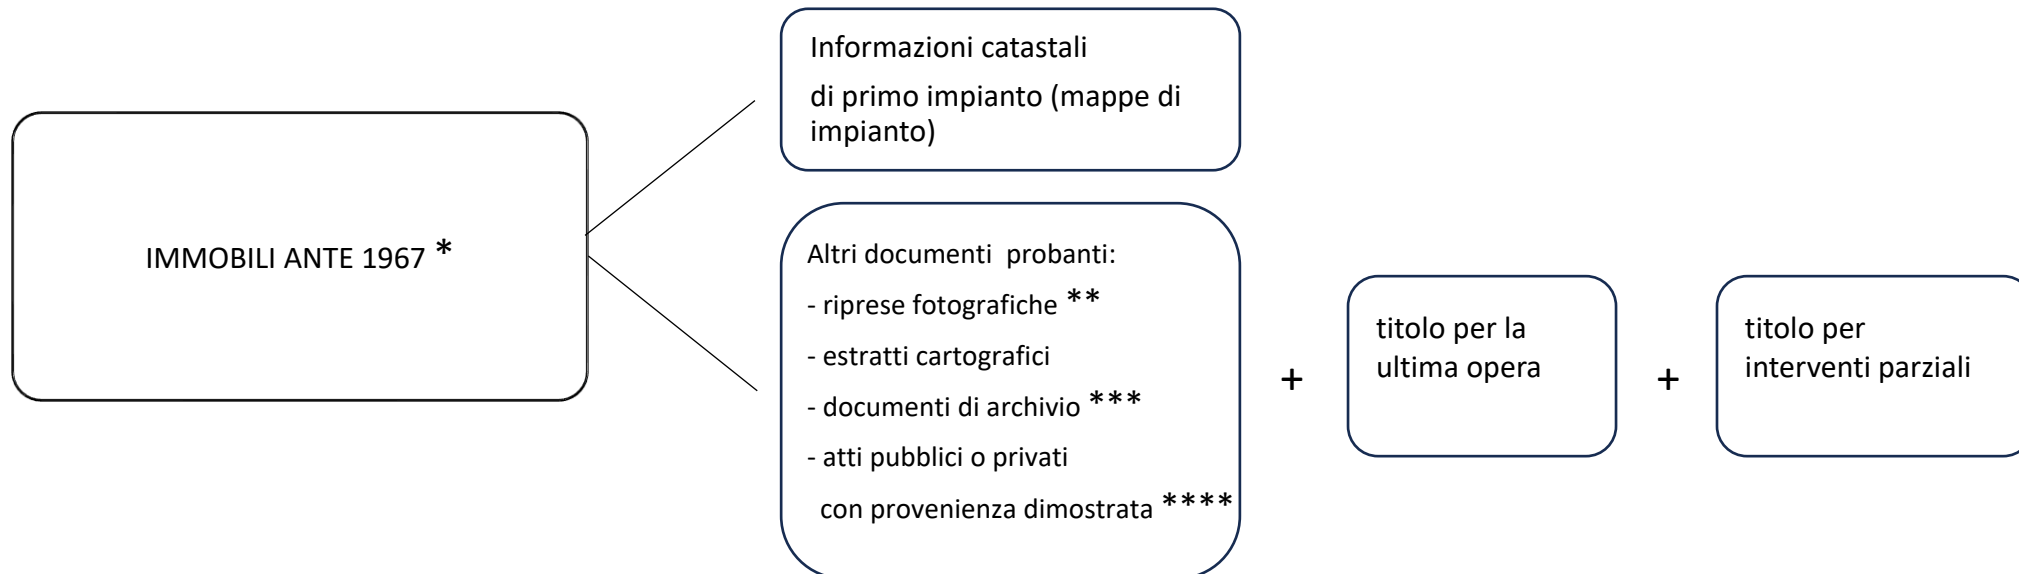 IMMOBILI ANTE 1967 *
Informazioni catastali
di primo impianto (mappe di
impianto)
Altri documenti probanti:
- riprese fotografiche **
- estratti cartografici
- documenti di archivio ***
- atti pubblici o privati
con provenienza dimostrata ****
+
titolo per la
ultima opera
+
titolo per
interventi parziali